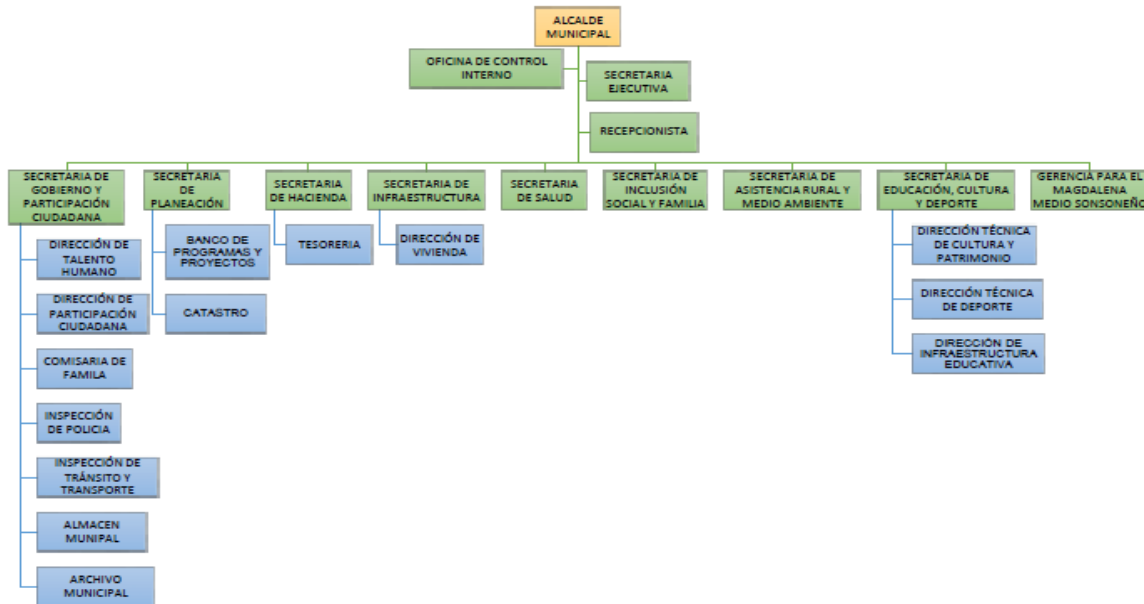 ALCALDE
MUNICIPAL
OFICINA DE CONTROL
INTERNO
SECRETARIA
EJECUTIVA
RECEPCIONISTA
SECRETARIA DE
GOBIERNO Y
PARTICIPACIÓN
CIUDADANA
SECRETARIA
DE
PLANEACIÓN
SECRETARIA
DE HACIENDA
SECRETARIA DE
INFRAESTRUCTURA
SECRETARIA
DE SALUD
SECRETARIA DE
INCLUSIÓN
SOCIAL Y FAMILIA
SECRETARIA DE
ASISTENCIA RURAL Y
MEDIO AMBIENTE
SECRETARIA DE
EDUCACIÓN, CULTURA
Y DEPORTE
GERENCIA PARA EL
MAGDALENA
MEDIO SONSONEÑO
DIRECCIÓN DE
TALENTO
HUMANO
DIRECCIÓN DE
PARTICIPACIÓN
CIUDADANA
COMISARIA DE
FAMILA
INSPECCIÓN
DE POLICIA
INSPECCIÓN DE
TRÁNSITO Y
TRANSPORTE
ALMACEN
MUNIPAL
ARCHIVO
MUNICIPAL
BANCO DE
PROGRAMAS Y
PROYECTOS
CATASTRO
TESORERIA
DIRECCIÓN DE
VIVIENDA
DIRECCIÓN TÉCNICA
DE CULTURA Y
PATRIMONIO
DIRECCIÓN TÉCNICA
DE DEPORTE
DIRECCIÓN DE
INFRAESTRUCTURA
EDUCATIVA